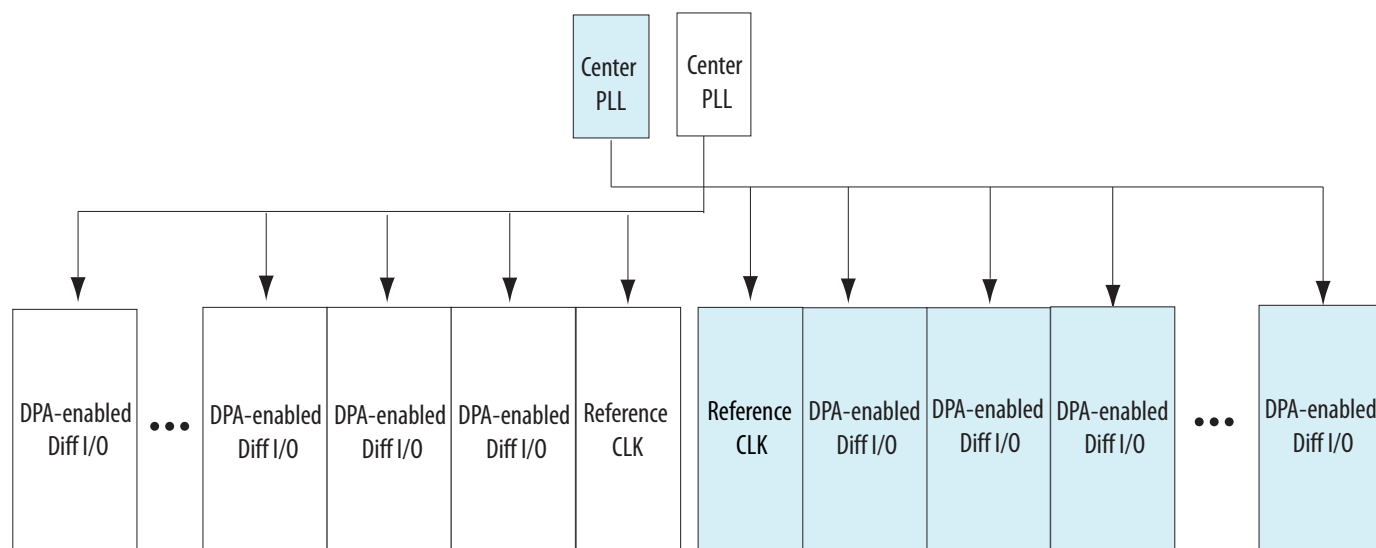 Center
PLL
Center
PLL
DPA-enabled
Diff I/O
•••
DPA-enabled
Diff I/O
DPA-enabled
Diff I/O
DPA-enabled
Diff I/O
Reference
CLK
Reference
CLK
DPA-enabled
Diff I/O
DPA-enabled
Diff I/O
DPA-enabled
Diff I/O
•••
DPA-enabled
Diff I/O